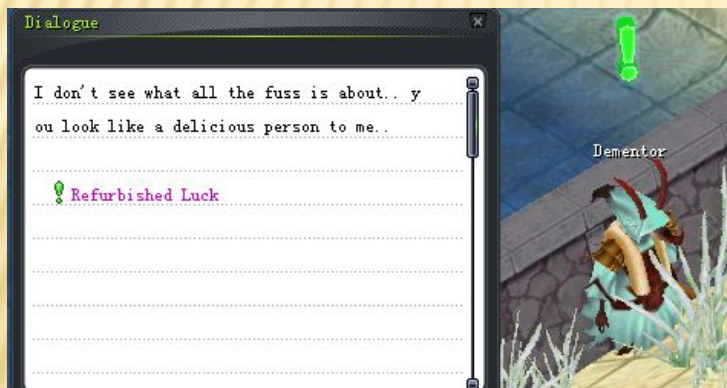 Dialogue
I don't see what all the fuss is about.. y
ou look like a delicious person to me..
Refurbished Luck
Dementor